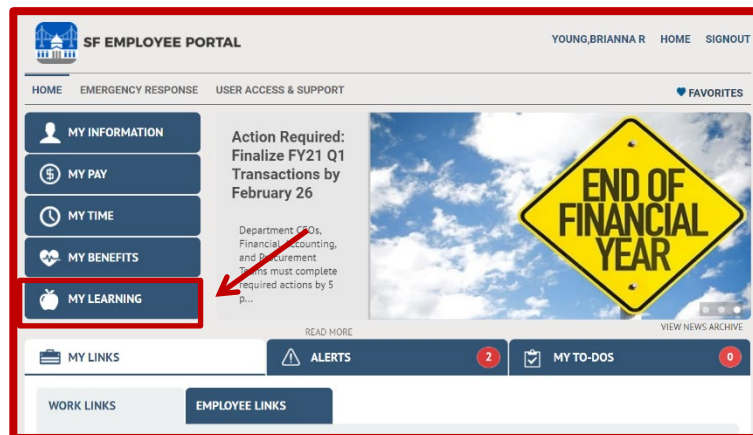 SF EMPLOYEE PORTAL
YOUNG,BRIANNA R HOME SIGNOUT
HOME EMERGENCY RESPONSE USER ACCESS & SUPPORT
FAVORITES
MY INFORMATION
MY PAY
MY TIME
MY BENEFITS
MY LEARNING
Action Required:
Finalize FY21 Q1
Transactions by
February 26
Department CFOs,
Financial, Accounting,
and Procurement
Teams must complete
required actions by 5
p...
READ MORE
END OF
FINANCIAL
YEAR
VIEW NEWS ARCHIVE
MY LINKS
ALERTS 2
MY TO-DOS 0
WORK LINKS
EMPLOYEE LINKS